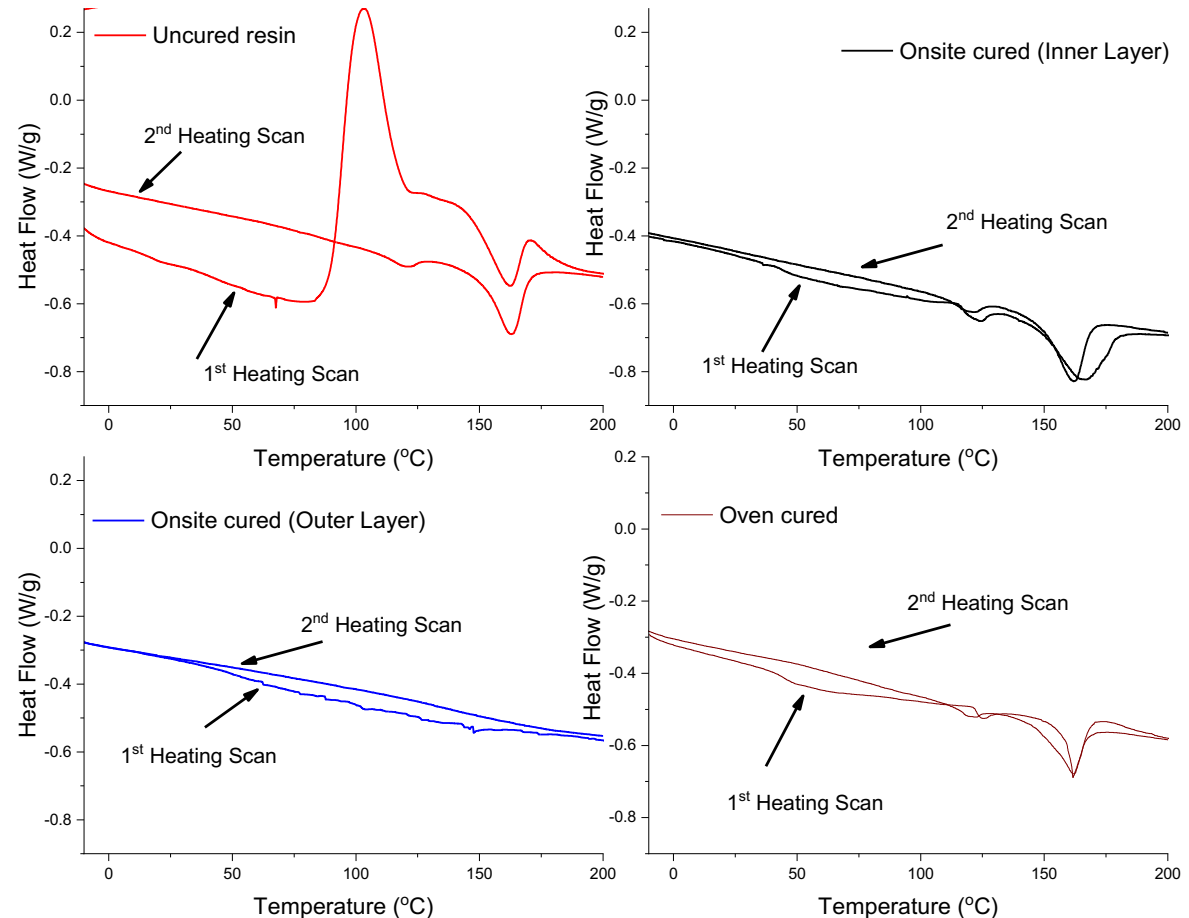 0.2
Uncured resin
0.0
2nd Heating Scan
-0.2
-0.4
-0.6
1st Heating Scan
-0.8
0
50
100
150
200
Heat Flow (W/g)
Temperature (oC)
0.2
Onsite cured (Inner Layer)
0.0
-0.2
2nd Heating Scan
-0.4
-0.6
1st Heating Scan
-0.8
0
50
100
150
200
Heat Flow (W/g)
Temperature (oC)
0.2
Onsite cured (Outer Layer)
0.0
-0.2
2nd Heating Scan
-0.4
-0.6
1st Heating Scan
-0.8
0
50
100
150
200
Heat Flow (W/g)
Temperature (oC)
0.2
Oven cured
0.0
-0.2
2nd Heating Scan
-0.4
-0.6
1st Heating Scan
-0.8
0
50
100
150
200
Heat Flow (W/g)
Temperature (oC)